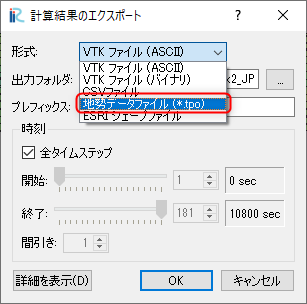 計算結果のエクスポート
形式:
VTK ファイル (ASCII)
VTK ファイル (ASCII)
出力フォルダ:
VTK ファイル (バイナリ)
x2_JP
...
CSVファイル
プレフィックス:
地勢データファイル (*.tpo)
ESRI シェープファイル
時刻
全タイムステップ
開始:
1
0 sec
終了:
181
10800 sec
間引き:
1
詳細を表示(D)
OK
キャンセル